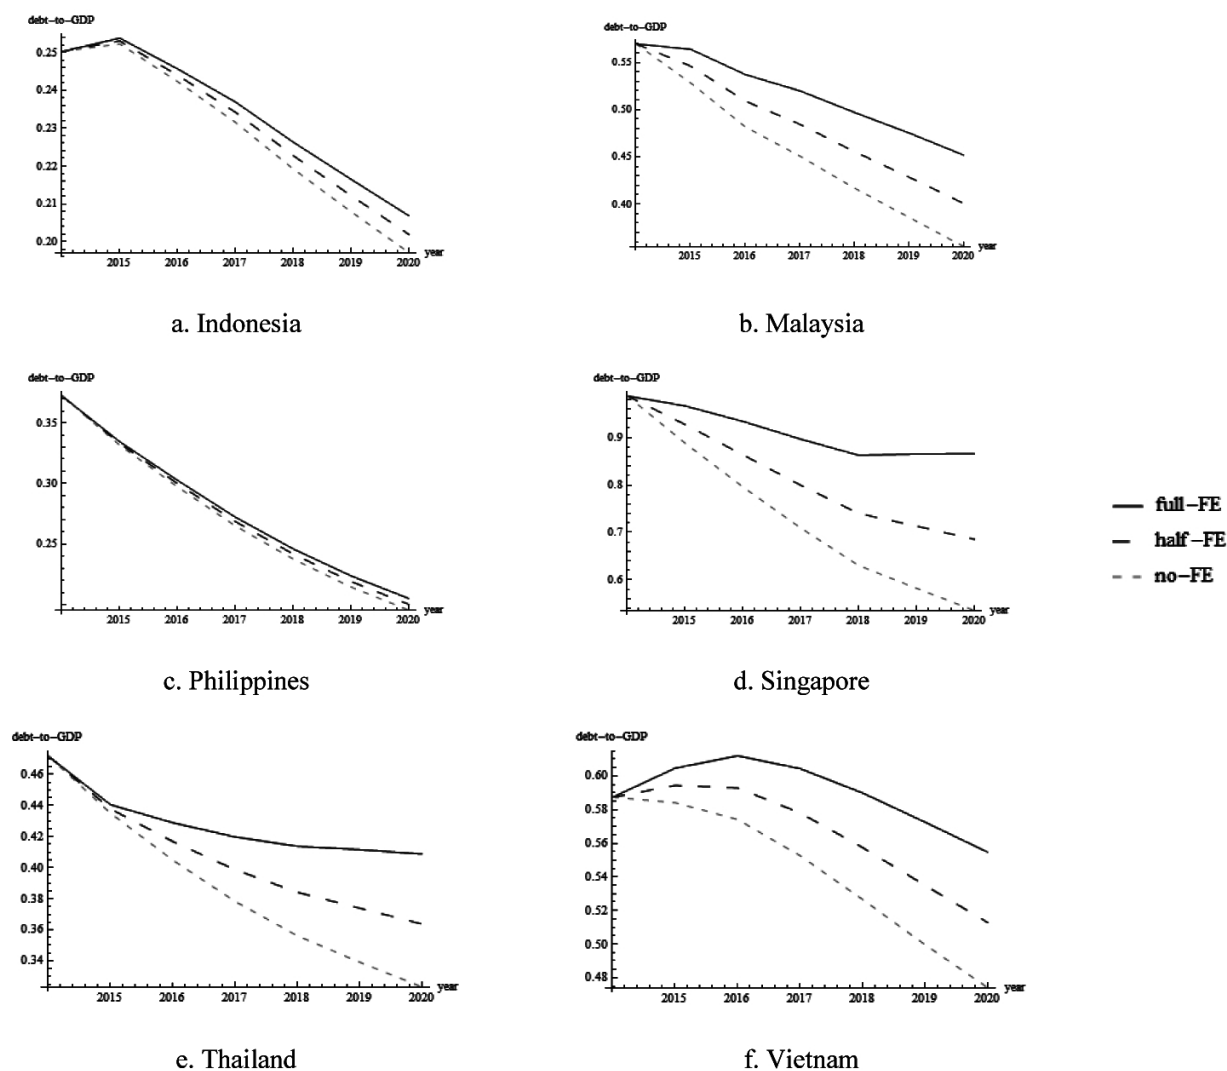 debt-to-GDP
0.25
0.24
0.23
0.22
0.21
0.20
2015 2016 2017 2018 2019 2020 year
a. Indonesia
debt-to-GDP
0.55
0.50
0.45
0.40
2015 2016 2017 2018 2019 2020 year
b. Malaysia
debt-to-GDP
0.35
0.30
0.25
2015 2016 2017 2018 2019 2020 year
c. Philippines
debt-to-GDP
0.9
0.8
0.7
0.6
2015 2016 2017 2018 2019 2020 year
d. Singapore
full-FE
half-FE
no-FE
debt-to-GDP
0.46
0.44
0.42
0.40
0.38
0.36
0.34
2015 2016 2017 2018 2019 2020 year
e. Thailand
debt-to-GDP
0.60
0.58
0.56
0.54
0.52
0.50
0.48
2015 2016 2017 2018 2019 2020 year
f. Vietnam